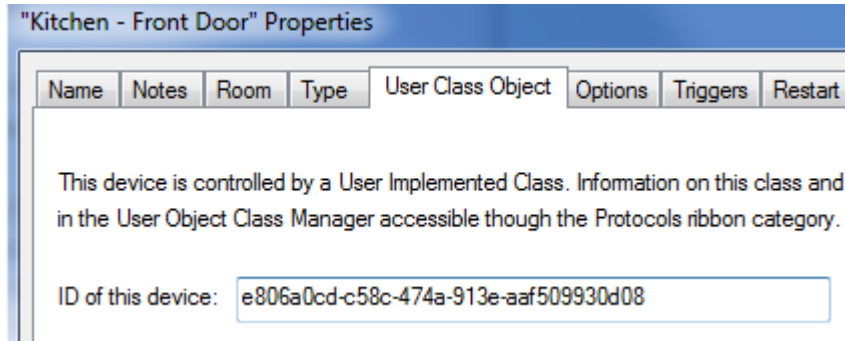 "Kitchen - Front Door" Properties
Name Notes Room Type User Class Object Options Triggers Restart
This device is controlled by a User Implemented Class. Information on this class and
in the User Object Class Manager accessible though the Protocols ribbon category.
ID of this device: e806a0cd-c58c-474a-913e-aaf509930d08